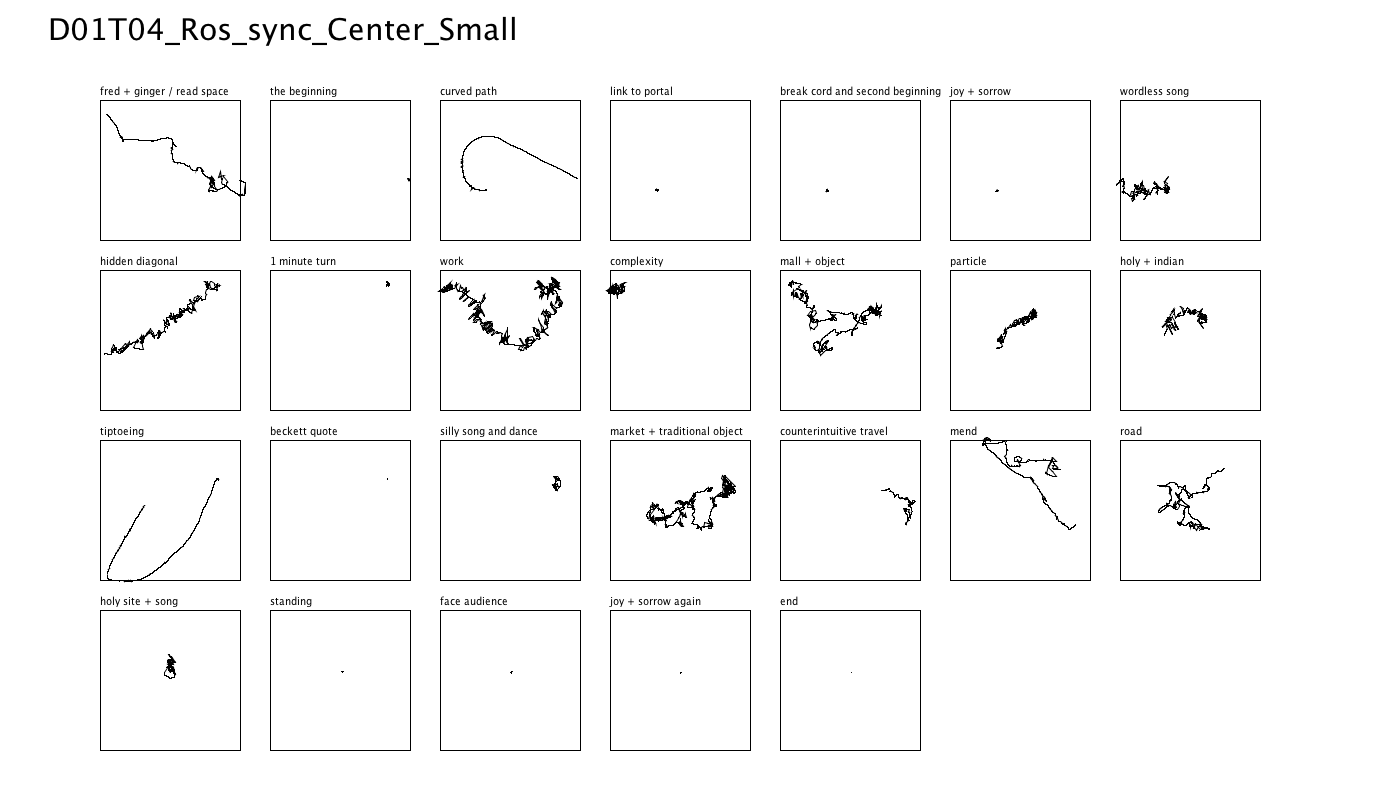 D01T04_Ros_sync_Center_Small
fred + ginger / read space
the beginning
curved path
link to portal
break cord and second beginning
joy + sorrow
wordless song
hidden diagonal
1 minute turn
work
complexity
mall + object
particle
holy + indian
tiptoeing
beckett quote
silly song and dance
market + traditional object
counterintuitive travel
mend
road
holy site + song
standing
face audience
joy + sorrow again
end